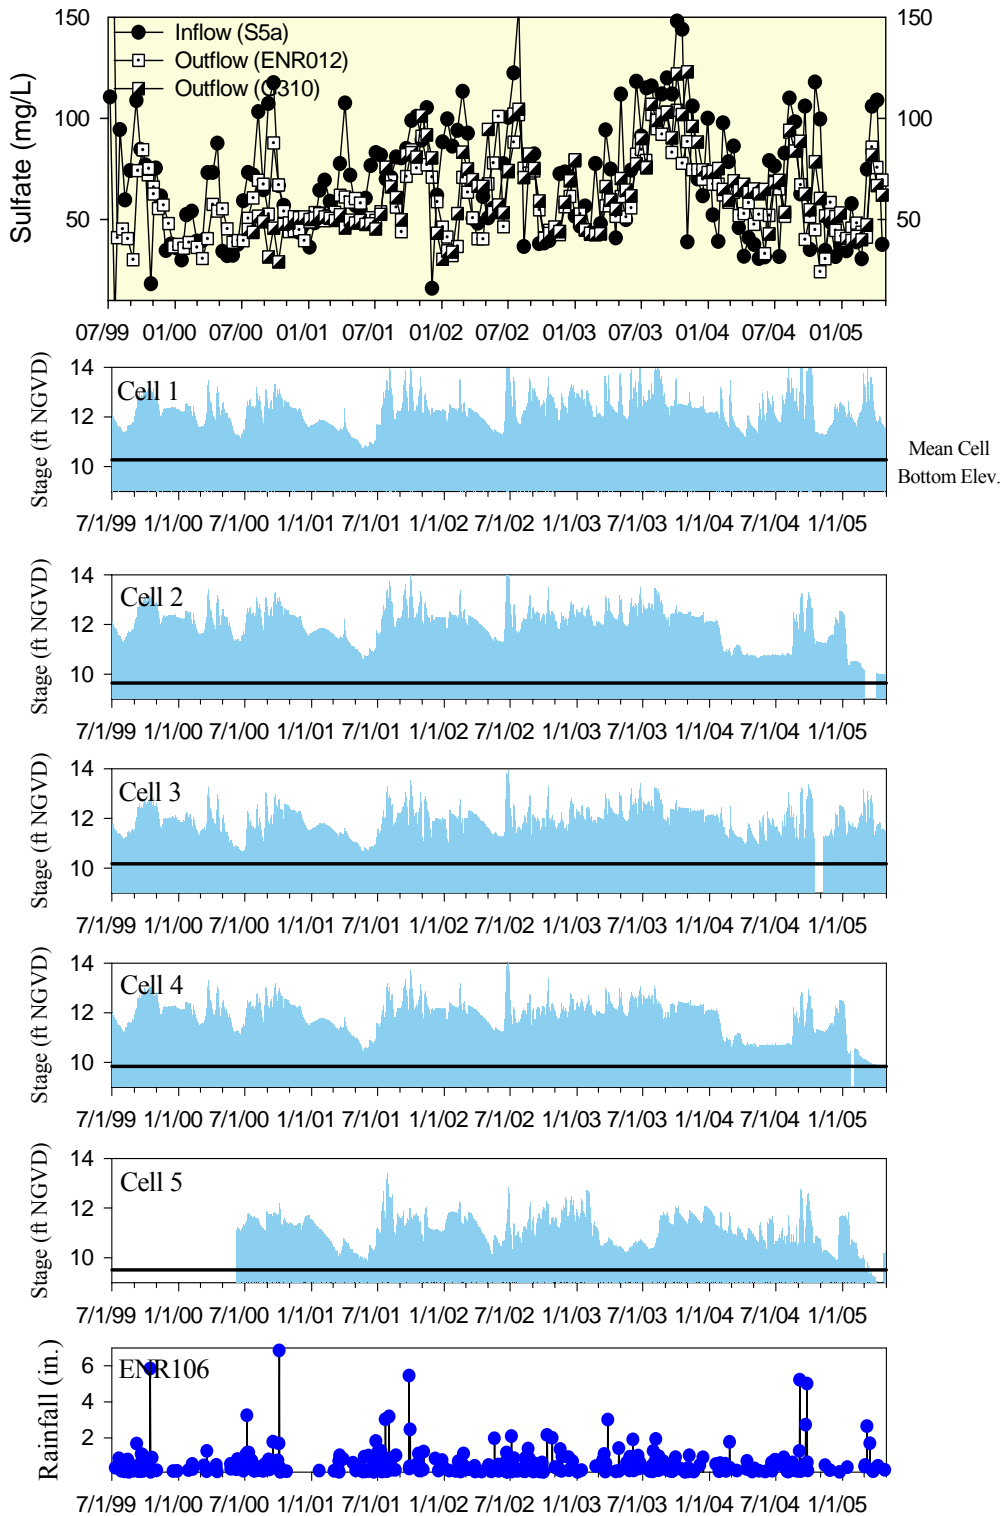 150
150
Inflow (S5a)
Outflow (ENR012)
Outflow (G310)
Sulfate (mg/L)
100
100
50
50
07/99 01/00 07/00 01/01 07/01 01/02 07/02 01/03 07/03 01/04 07/04 01/05
Stage (ft NGVD)
14
12
10
Cell 1
Mean Cell
Bottom Elev.
7/1/99 1/1/00 7/1/00 1/1/01 7/1/01 1/1/02 7/1/02 1/1/03 7/1/03 1/1/04 7/1/04 1/1/05
Stage (ft NGVD)
14
12
10
Cell 2
7/1/99 1/1/00 7/1/00 1/1/01 7/1/01 1/1/02 7/1/02 1/1/03 7/1/03 1/1/04 7/1/04 1/1/05
Stage (ft NGVD)
14
12
10
Cell 3
7/1/99 1/1/00 7/1/00 1/1/01 7/1/01 1/1/02 7/1/02 1/1/03 7/1/03 1/1/04 7/1/04 1/1/05
Stage (ft NGVD)
14
12
10
Cell 4
7/1/99 1/1/00 7/1/00 1/1/01 7/1/01 1/1/02 7/1/02 1/1/03 7/1/03 1/1/04 7/1/04 1/1/05
Stage (ft NGVD)
14
12
10
Cell 5
7/1/99 1/1/00 7/1/00 1/1/01 7/1/01 1/1/02 7/1/02 1/1/03 7/1/03 1/1/04 7/1/04 1/1/05
Rainfall (in.)
6
4
2
ENR106
7/1/99 1/1/00 7/1/00 1/1/01 7/1/01 1/1/02 7/1/02 1/1/03 7/1/03 1/1/04 7/1/04 1/1/05